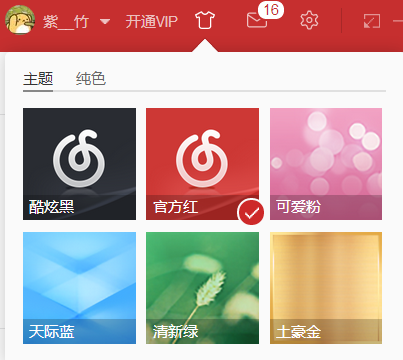 紫__竹 开通VIP 16
主题 纯色
酷炫黑 官方红 可爱粉
天际蓝 清新绿 土豪金